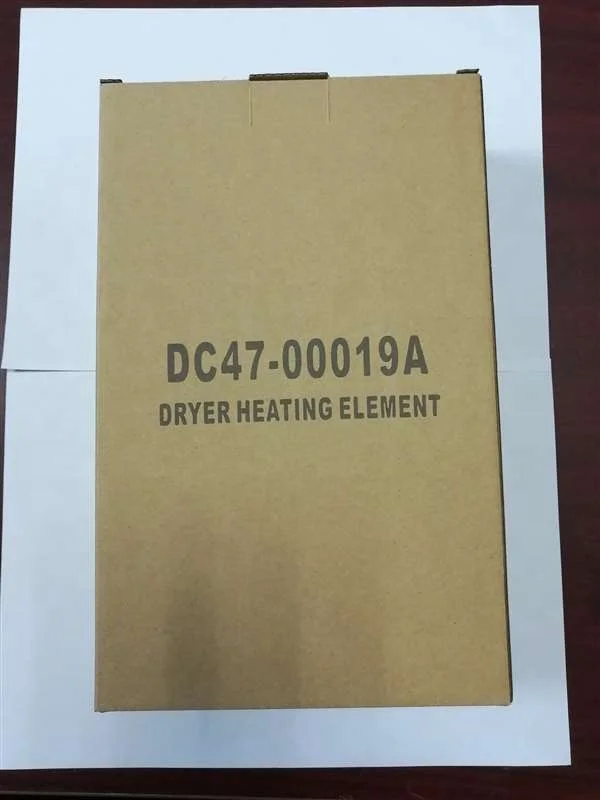 DC47-00019A
DRYER HEATING ELEMENT